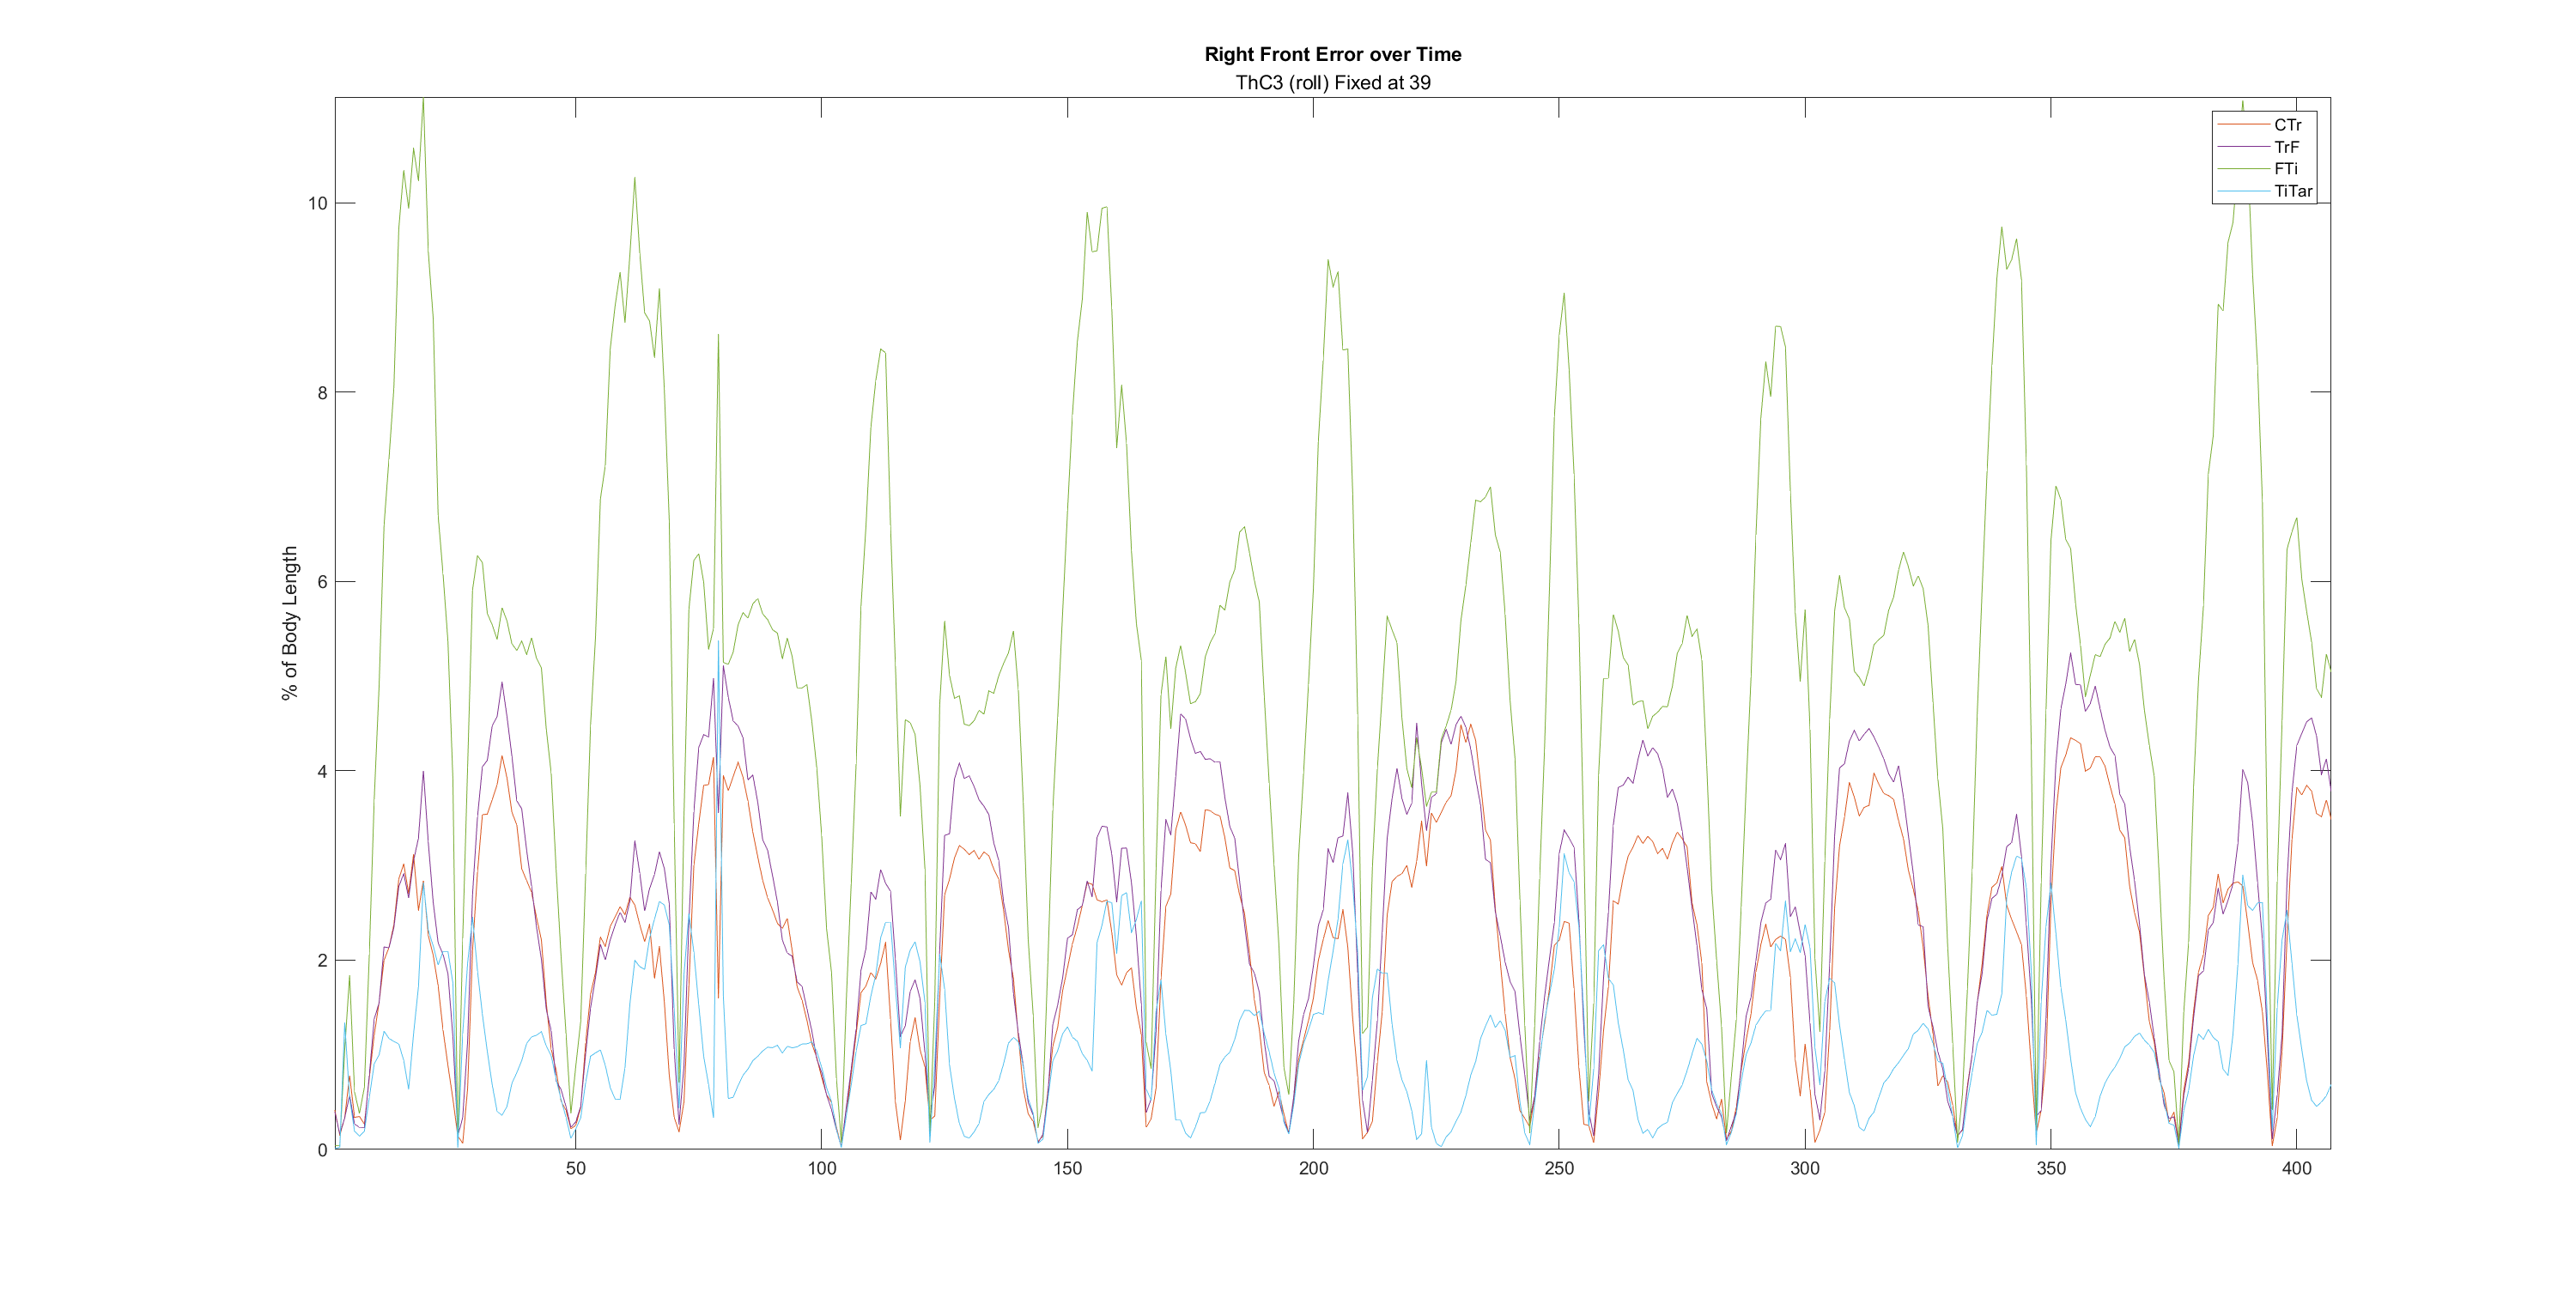 Right Front Error over Time
ThC3 (roll) Fixed at 39
CTr
TrF
FTi
TiTar
% of Body Length
10
8
6
4
2
0
50
100
150
200
250
300
350
400